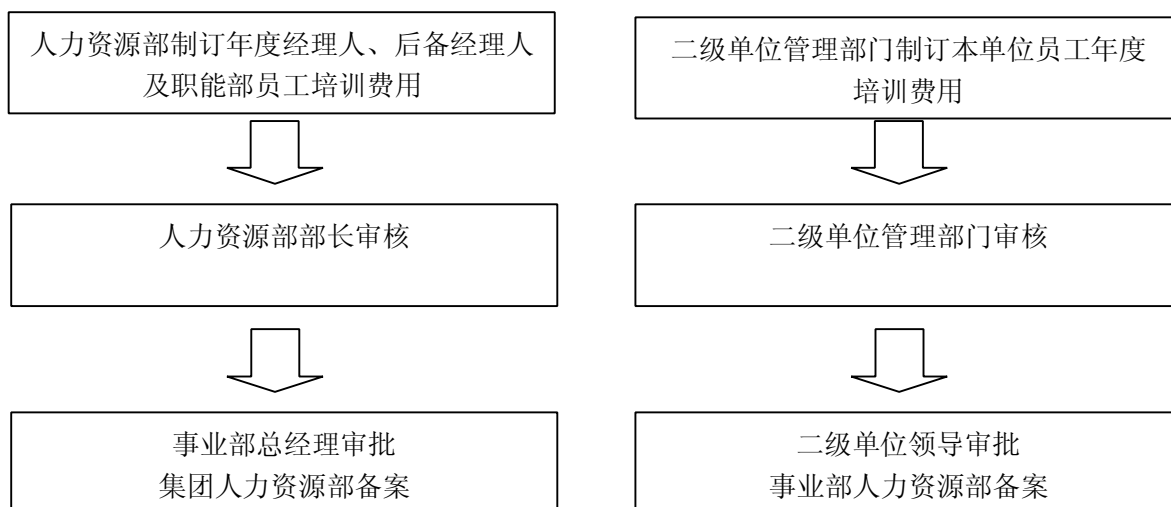 人力资源部制订年度经理人、后备经理人
及职能部员工培训费用
二级单位管理部门制订本单位员工年度
培训费用
人力资源部部长审核
二级单位管理部门审核
事业部总经理审批
集团人力资源部备案
二级单位领导审批
事业部人力资源部备案